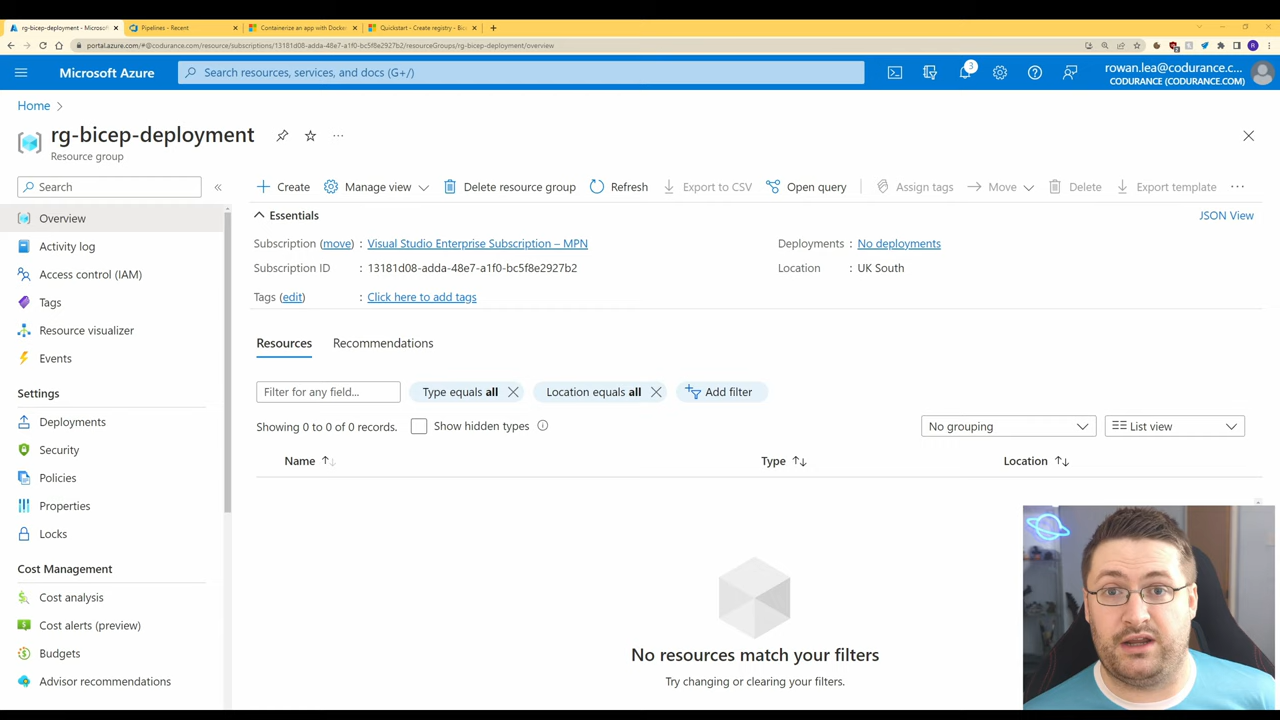 rg-bicep-deployment - Microsof
Pipelines - Recent
Containerize an app with Docker
Quickstart - Create registry - Bic
portal.azure.com/#@codurance.com/resource/subscriptions/13181d08-adda-48e7-a1f0-bc5f8e2927b2/resourceGroups/rg-bicep-deployment/overview
Microsoft Azure
Search resources, services, and docs (G+/)
3
rowan.lea@codurance.c...
CODURANCE (CODURANCE.COM)
Home
rg-bicep-deployment
Resource group
Search
Create
Manage view
Delete resource group
Refresh
Export to CSV
Open query
Assign tags
Move
Delete
Export template
Overview
Activity log
Access control (IAM)
Tags
Resource visualizer
Events
Settings
Deployments
Security
Policies
Properties
Locks
Cost Management
Cost analysis
Cost alerts (preview)
Budgets
Advisor recommendations
Essentials
JSON View
Subscription (move) : Visual Studio Enterprise Subscription – MPN
Subscription ID : 13181d08-adda-48e7-a1f0-bc5f8e2927b2
Tags (edit) : Click here to add tags
Deployments : No deployments
Location : UK South
Resources
Recommendations
Filter for any field...
Type equals all
Location equals all
Add filter
Showing 0 to 0 of 0 records.
Show hidden types
No grouping
List view
Name
Type
Location
No resources match your filters
Try changing or clearing your filters.